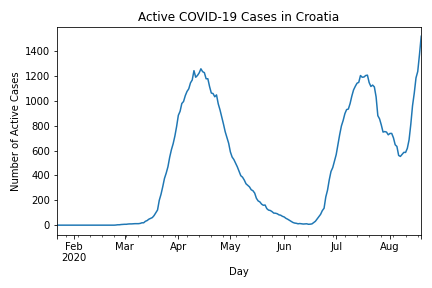 Active COVID-19 Cases in Croatia
Number of Active Cases
1400
1200
1000
800
600
400
200
0
Feb Mar Apr May Jun Jul Aug
2020
Day